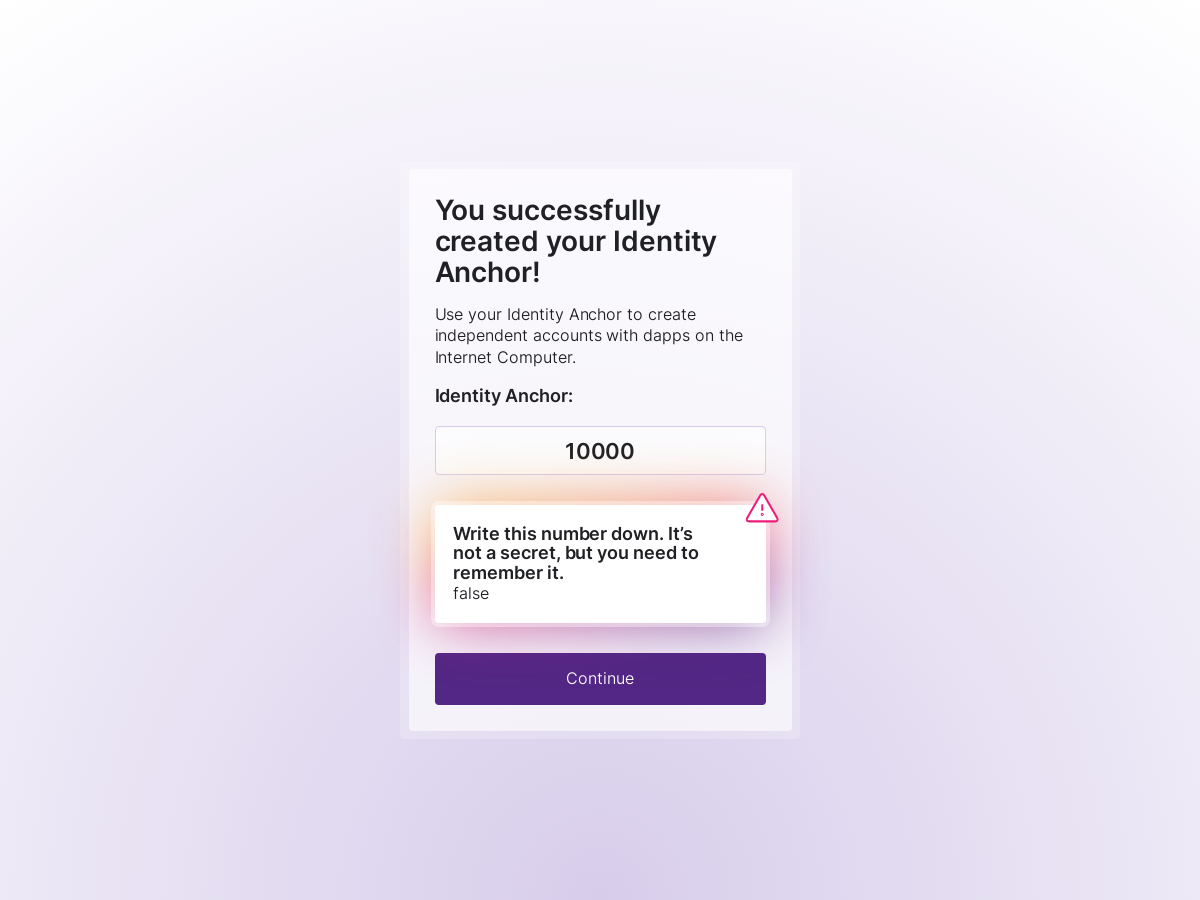 You successfully
created your Identity
Anchor!
Use your Identity Anchor to create
independent accounts with dapps on the
Internet Computer.
Identity Anchor:
10000
Write this number down. It’s
not a secret, but you need to
remember it.
false
Continue